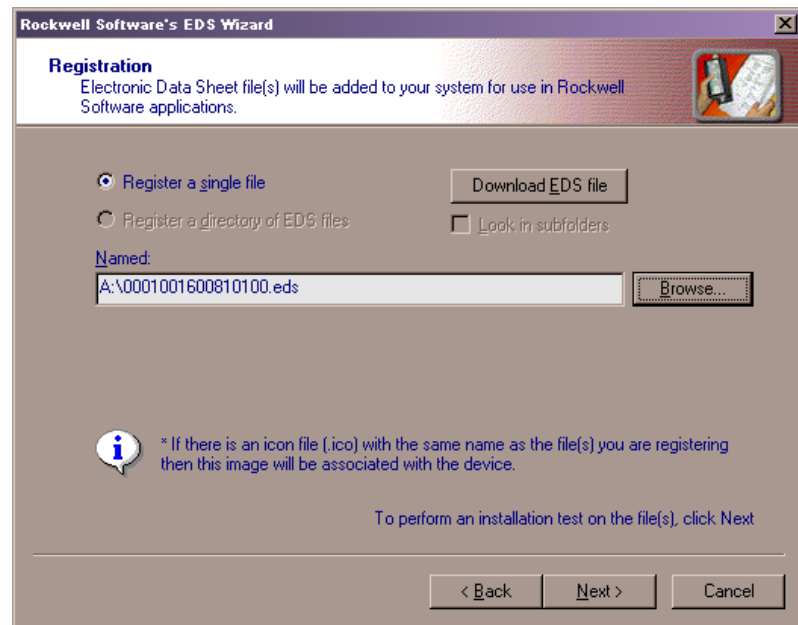 Rockwell Software's EDS Wizard
Registration
Electronic Data Sheet file(s) will be added to your system for use in Rockwell
Software applications.
Register a single file
Download EDS file
Register a directory of EDS files
Look in subfolders
Named:
A:\0001001600810100.eds
Browse...
* If there is an icon file (.ico) with the same name as the file(s) you are registering
then this image will be associated with the device.
To perform an installation test on the file(s), click Next
< Back
Next >
Cancel